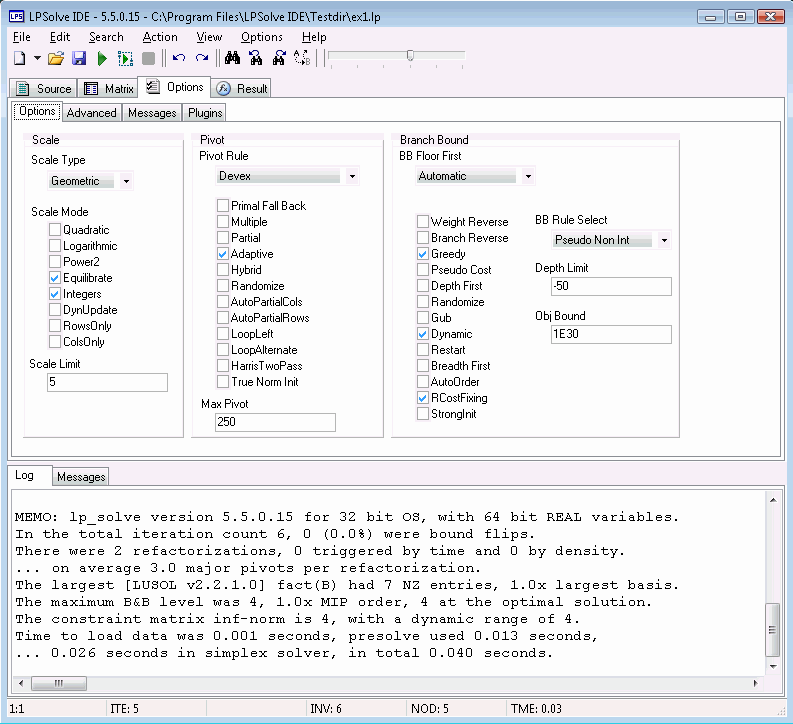 LPS LPSolve IDE - 5.5.0.15 - C:\Program Files\LPSolve IDE\Testdir\ex1.lp
File Edit Search Action View Options Help
Source Matrix Options Result
Options Advanced Messages Plugins
Scale
Scale Type
Geometric
Scale Mode
Quadratic
Logarithmic
Power2
Equilibrate
Integers
DynUpdate
RowsOnly
ColsOnly
Scale Limit
5
Pivot
Pivot Rule
Devex
Primal Fall Back
Multiple
Partial
Adaptive
Hybrid
Randomize
AutoPartialCols
AutoPartialRows
LoopLeft
LoopAlternate
HarrisTwoPass
True Norm Init
Max Pivot
250
Branch Bound
BB Floor First
Automatic
Weight Reverse
Branch Reverse
Greedy
Pseudo Cost
Depth First
Randomize
Gub
Dynamic
Restart
Breadth First
AutoOrder
RCostFixing
StrongInit
BB Rule Select
Pseudo Non Int
Depth Limit
-50
Obj Bound
1E30
Log Messages
MEMO: lp_solve version 5.5.0.15 for 32 bit OS, with 64 bit REAL variables.
In the total iteration count 6, 0 (0.0%) were bound flips.
There were 2 refactorizations, 0 triggered by time and 0 by density.
... on average 3.0 major pivots per refactorization.
The largest [LUSOL v2.2.1.0] fact(B) had 7 NZ entries, 1.0x largest basis.
The maximum B&B level was 4, 1.0x MIP order, 4 at the optimal solution.
The constraint matrix inf-norm is 4, with a dynamic range of 4.
Time to load data was 0.001 seconds, presolve used 0.013 seconds,
... 0.026 seconds in simplex solver, in total 0.040 seconds.
1:1 ITE: 5 INV: 6 NOD: 5 TME: 0.03